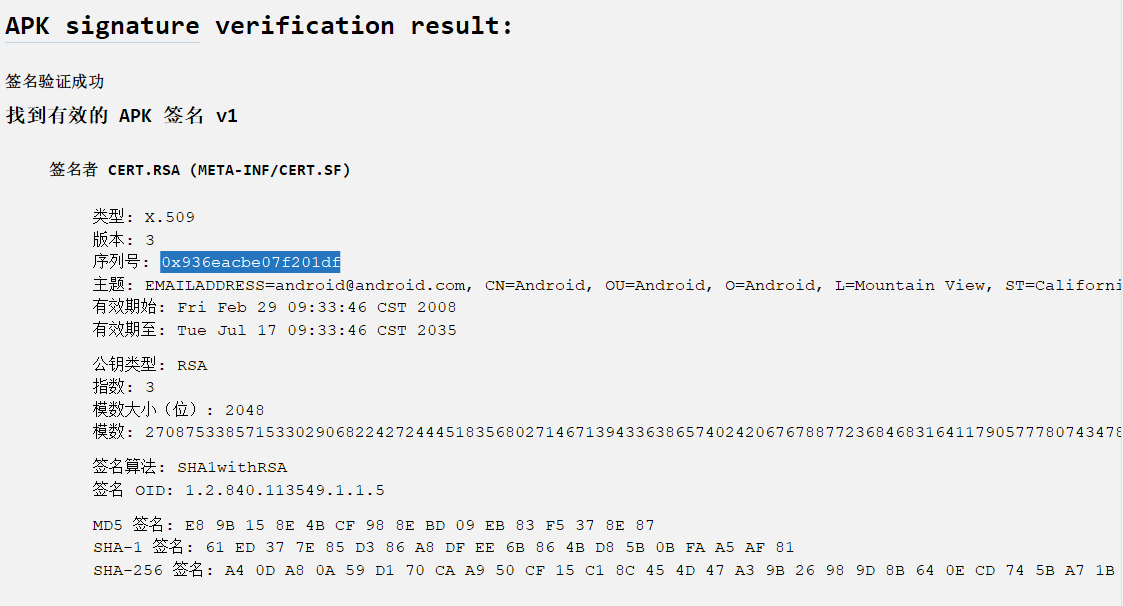 APK signature verification result:
签名验证成功
找到有效的 APK 签名 v1
签名者 CERT.RSA (META-INF/CERT.SF)
类型: X.509
版本: 3
序列号: 0x936eacbe07f201df
主题: EMAILADDRESS=android@android.com, CN=Android, OU=Android, O=Android, L=Mountain View, ST=Californi
有效期始: Fri Feb 29 09:33:46 CST 2008
有效期至: Tue Jul 17 09:33:46 CST 2035
公钥类型: RSA
指数: 3
模数大小（位）: 2048
模数: 2708753385715330290682242724445183568027146713943363865740242067678877236846831641179057778074347​8
签名算法: SHA1withRSA
签名 OID: 1.2.840.113549.1.1.5
MD5 签名: E8 9B 15 8E 4B CF 98 8E BD 09 EB 83 F5 37 8E 87
SHA-1 签名: 61 ED 37 7E 85 D3 86 A8 DF EE 6B 86 4B D8 5B 0B FA A5 AF 81
SHA-256 签名: A4 0D A8 0A 59 D1 70 CA A9 50 CF 15 C1 8C 45 4D 47 A3 9B 26 98 9D 8B 64 0E CD 74 5B A7 1B